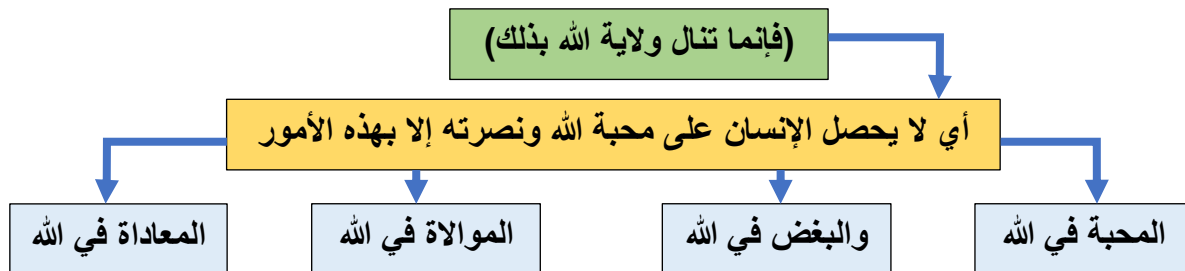 (فإنما تنال ولاية الله بذلك)
أي لا يحصل الإنسان على محبة الله ونصرته إلا بهذه الأمور
المحبة في الله
والبغض في الله
الموالاة في الله
المعاداة في الله